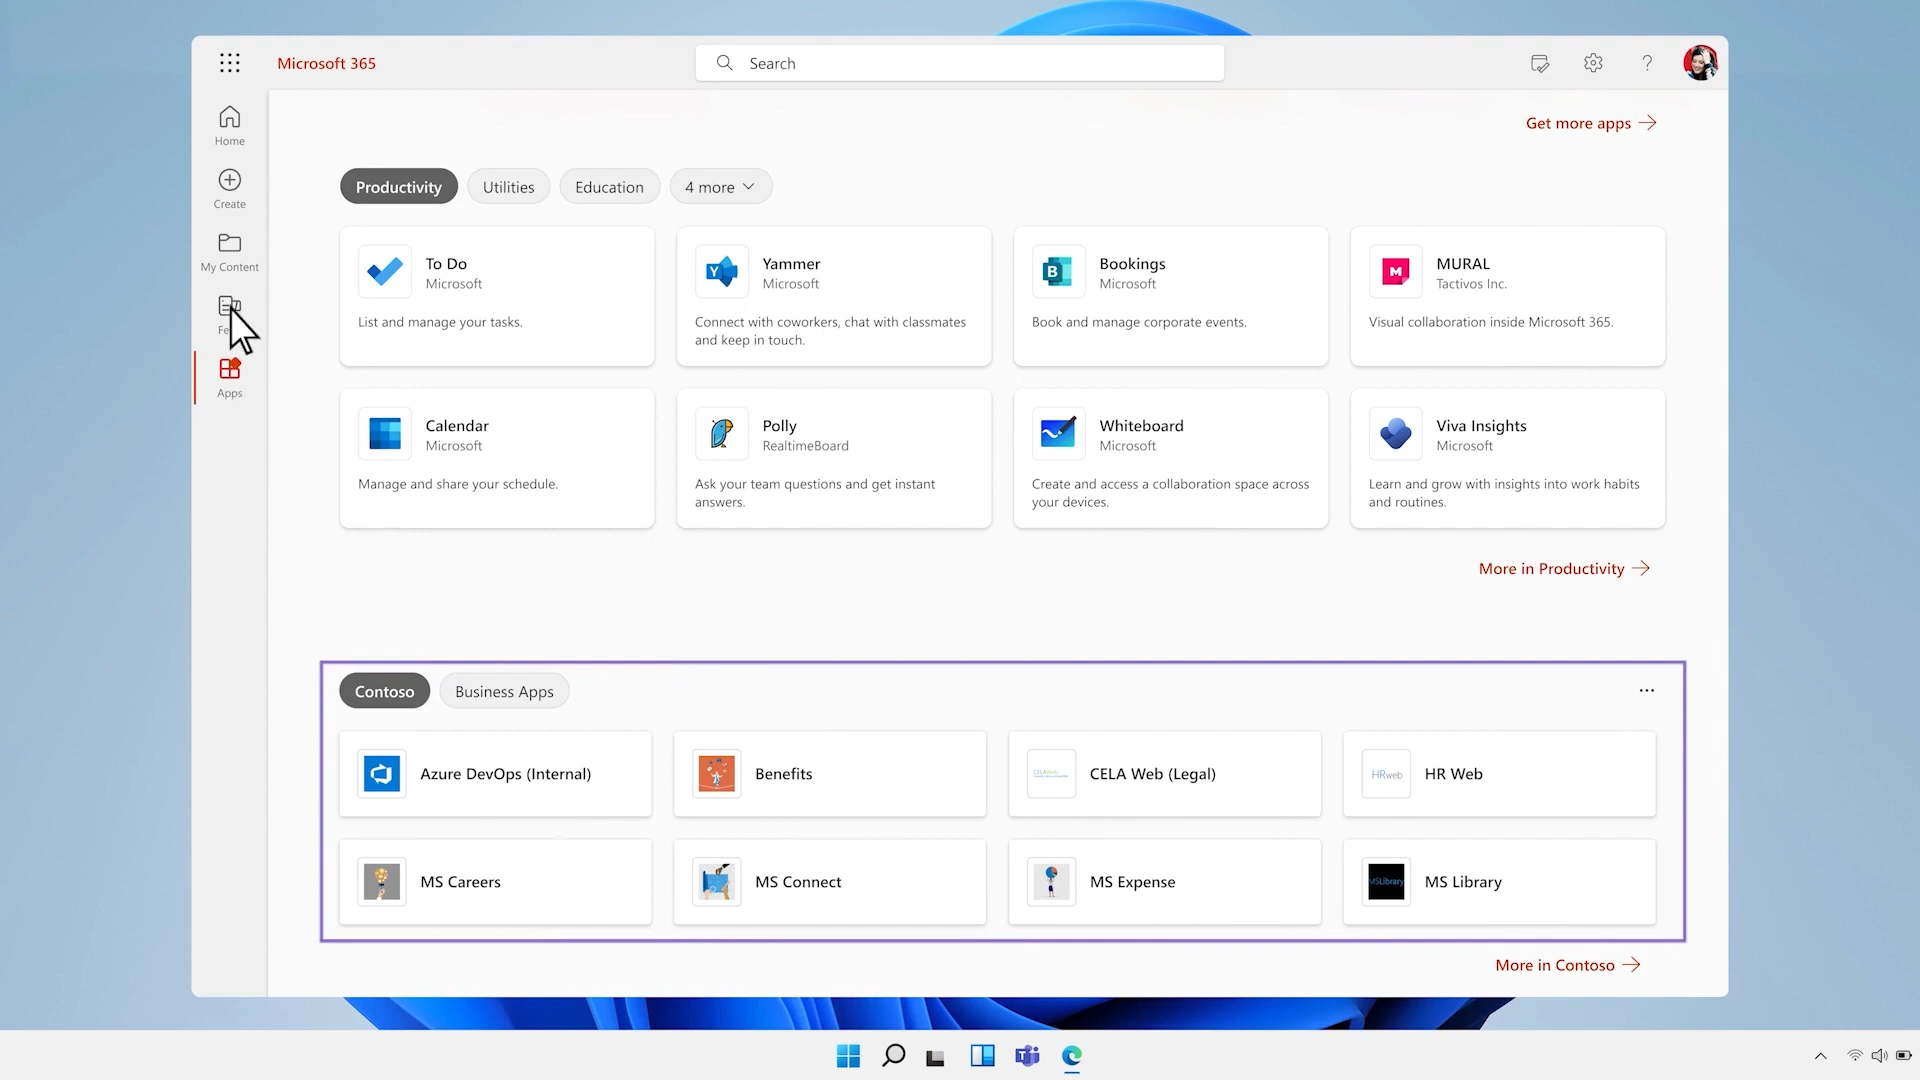 Microsoft 365
Search
Home
Create
My Content
Apps
Get more apps
Productivity
Utilities
Education
4 more
To Do
Microsoft
List and manage your tasks.
Yammer
Microsoft
Connect with coworkers, chat with classmates
and keep in touch.
Bookings
Microsoft
Book and manage corporate events.
MURAL
Tactivos Inc.
Visual collaboration inside Microsoft 365.
Calendar
Microsoft
Manage and share your schedule.
Polly
RealtimeBoard
Ask your team questions and get instant
answers.
Whiteboard
Microsoft
Create and access a collaboration space across
your devices.
Viva Insights
Microsoft
Learn and grow with insights into work habits
and routines.
More in Productivity
Contoso
Business Apps
Azure DevOps (Internal)
Benefits
CELA Web (Legal)
HRweb
HR Web
MS Careers
MS Connect
MS Expense
MSLibrary
MS Library
More in Contoso